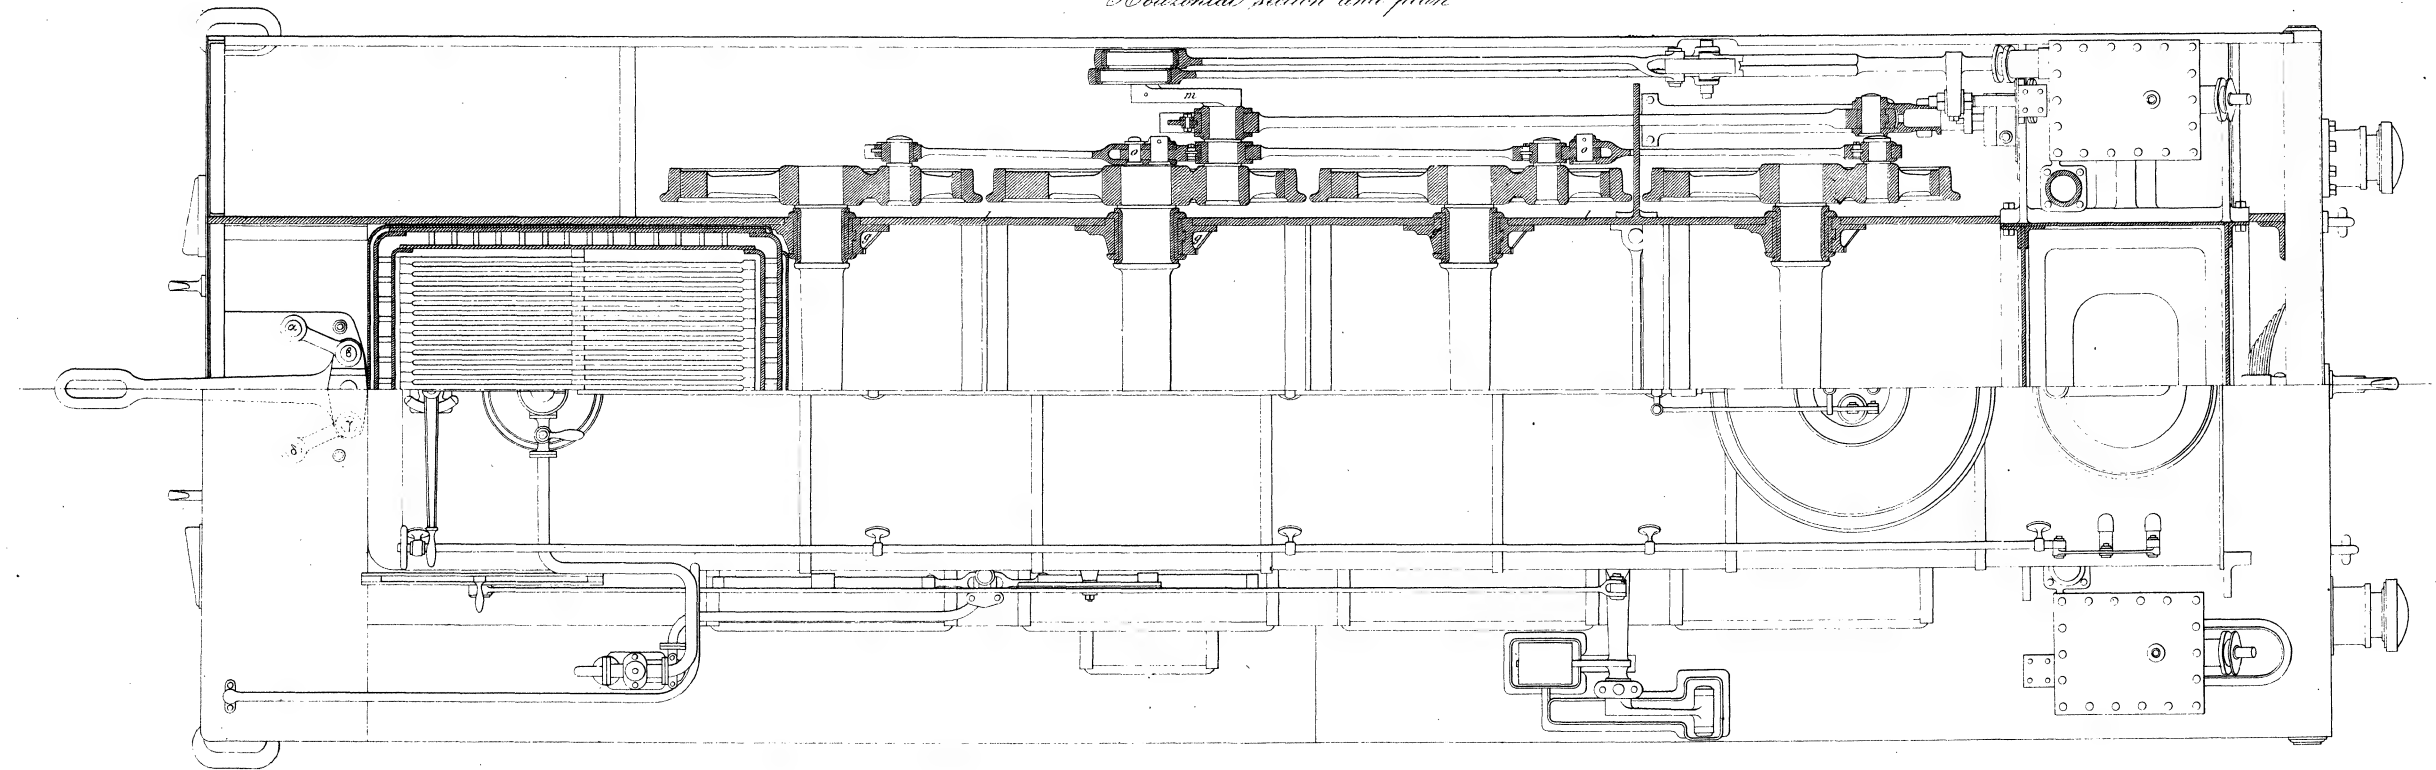 Horizontal section and plan
m
o
o
g
g
α
β
γ
δ